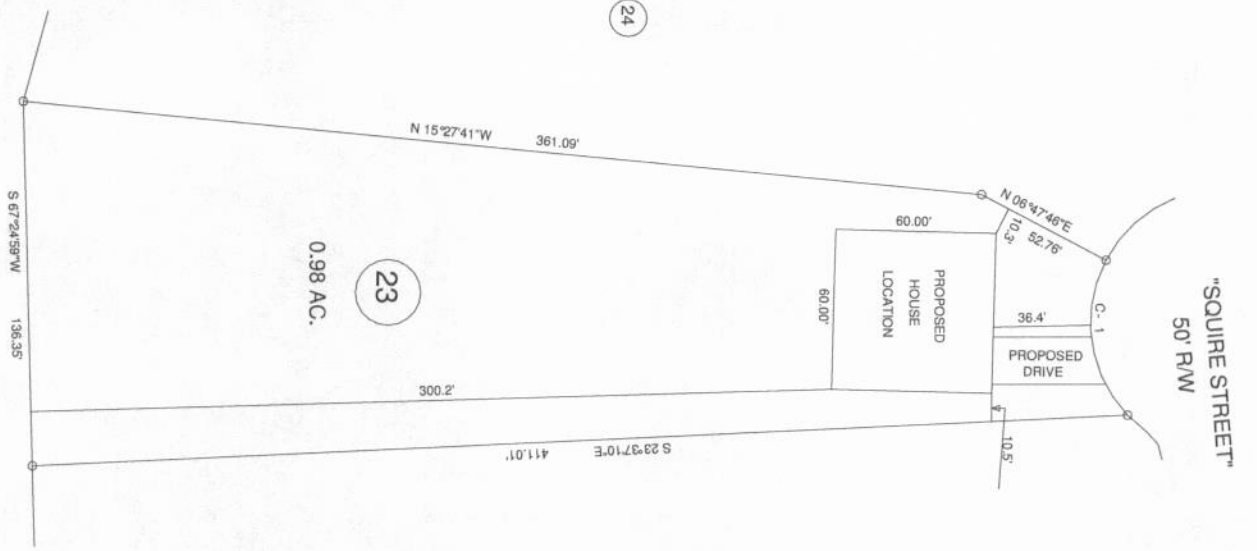 24
N 15°27'41"W 361.09'
N 06°47'46"E
52.76'
10.3'
"SQUIRE STREET"
50' R/W
C- 1
36.4'
PROPOSED
DRIVE
60.00'
PROPOSED
HOUSE
LOCATION
60.00'
23
0.98 AC.
S 67°24'59"W 136.35'
300.2'
S 23°37'10"E 411.01'
10.5'